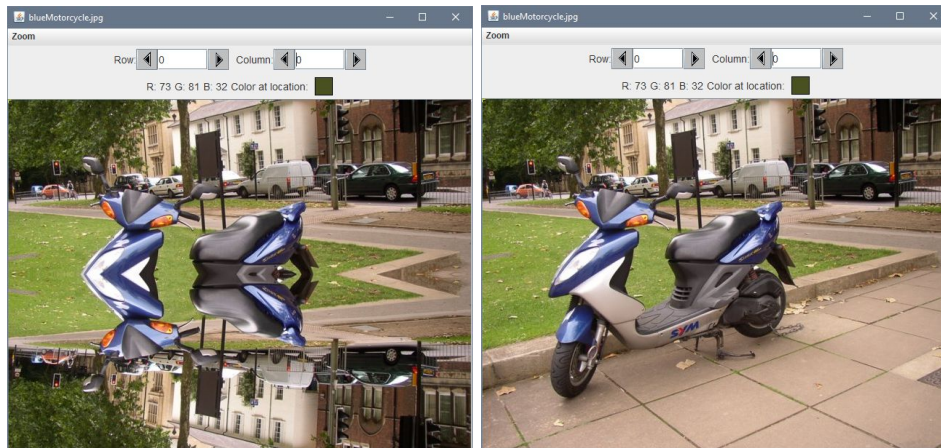 blueMotorcycle.jpg
Zoom
Row: 0 Column: 0
R: 73 G: 81 B: 32 Color at location:
blueMotorcycle.jpg
Zoom
Row: 0 Column: 0
R: 73 G: 81 B: 32 Color at location:
SYM